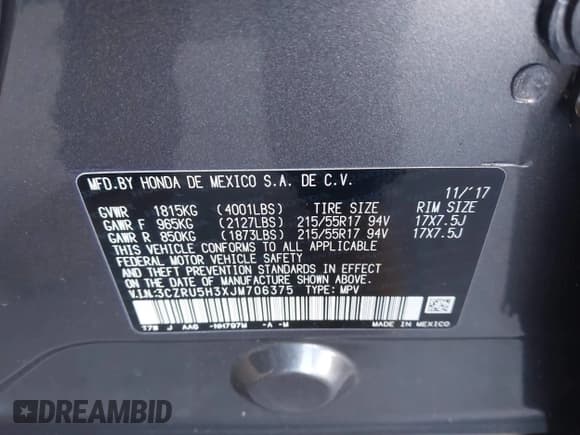 MFD.BY HONDA DE MEXICO S.A. DE C.V.
11/'17
GVWR 1815KG (4001LBS) TIRE SIZE RIM SIZE
GAWR F 965KG (2127LBS) 215/55R17 94V 17X7.5J
GAWR R 850KG (1873LBS) 215/55R17 94V 17X7.5J
THIS VEHICLE CONFORMS TO ALL APPLICABLE
FEDERAL MOTOR VEHICLE SAFETY
AND THEFT PREVENTION STANDARDS IN EFFECT
ON THE DATE OF MANUFACTURE SHOWN ABOVE.
V.I.N.:3CZRU5H3XJM706375 TYPE: MPV
T7S J AAG -NH797M -A -M MADE IN MEXICO
DREAMBID